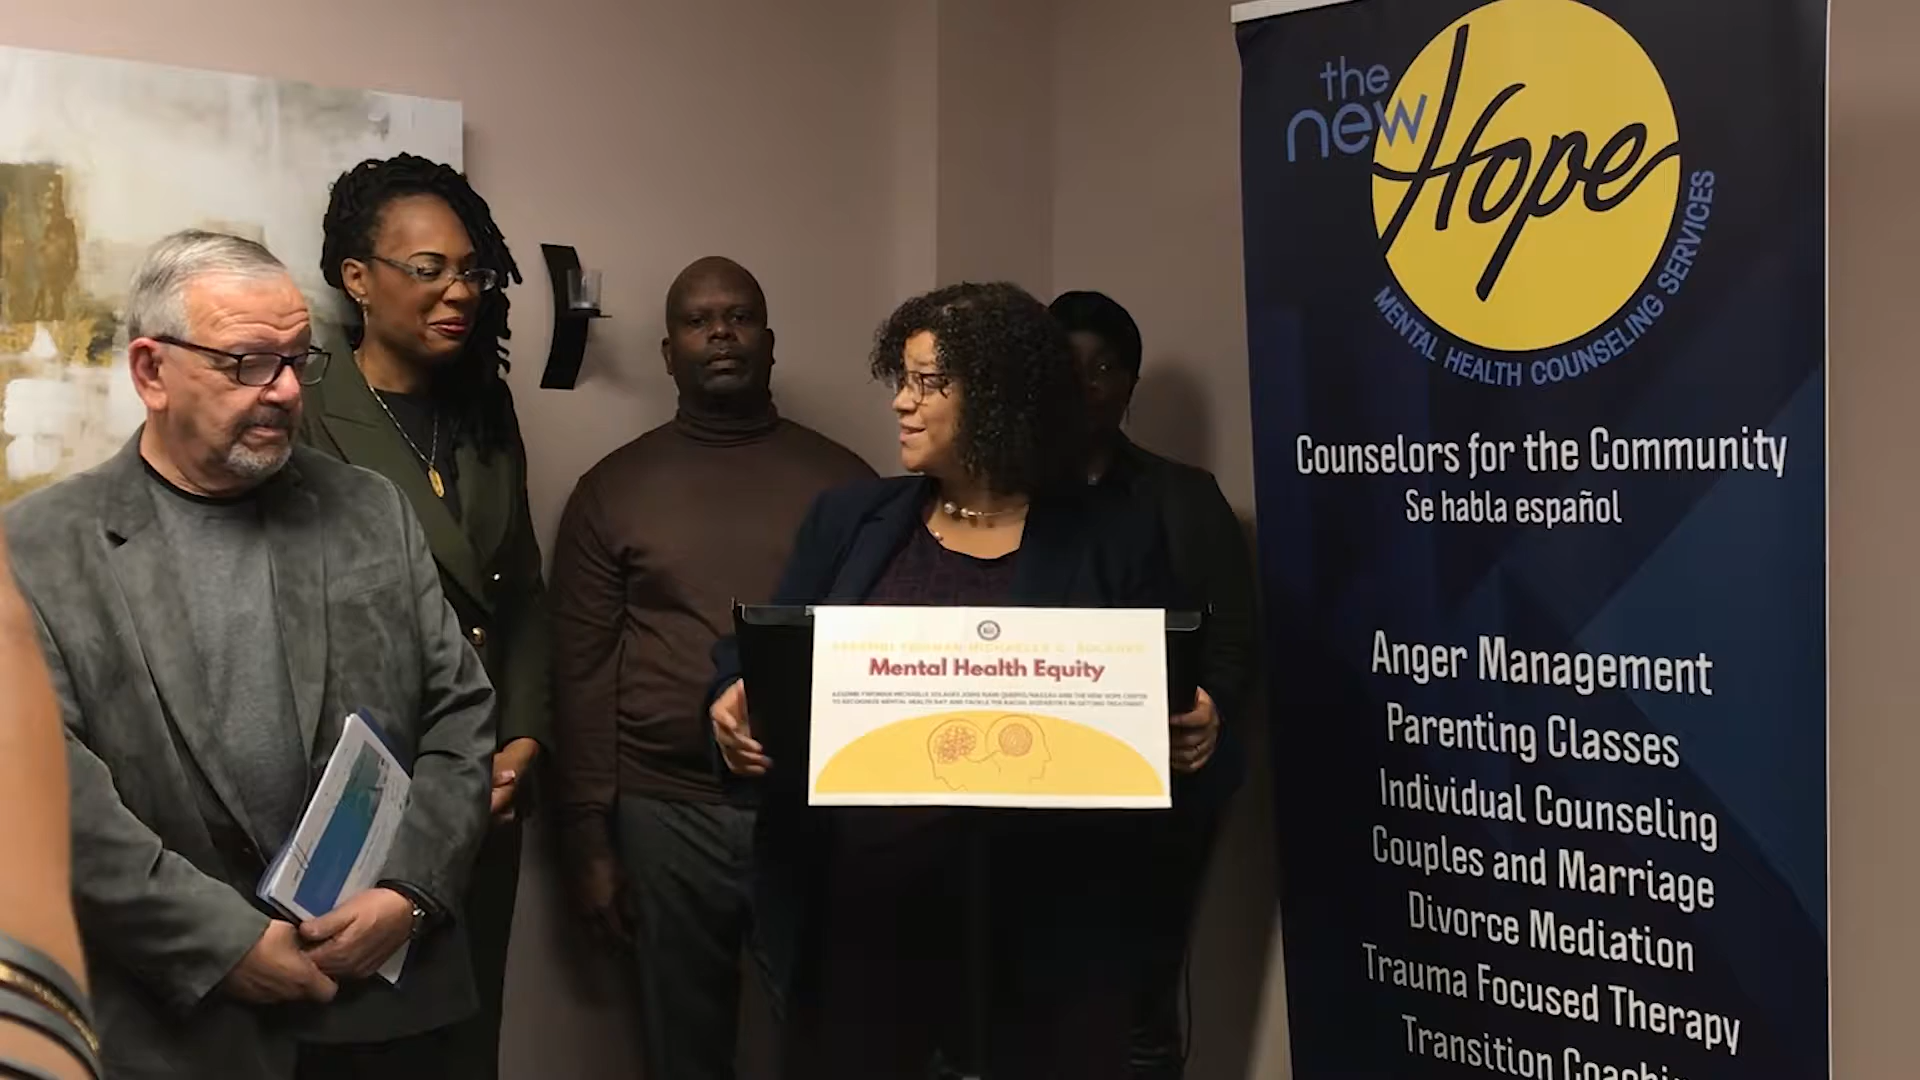 the
new
Hope
MENTAL HEALTH COUNSELING SERVICES
Counselors for the Community
Se habla español
Anger Management
Parenting Classes
Individual Counseling
Couples and Marriage
Divorce Mediation
Trauma Focused Therapy
Transition
Mental Health Equity